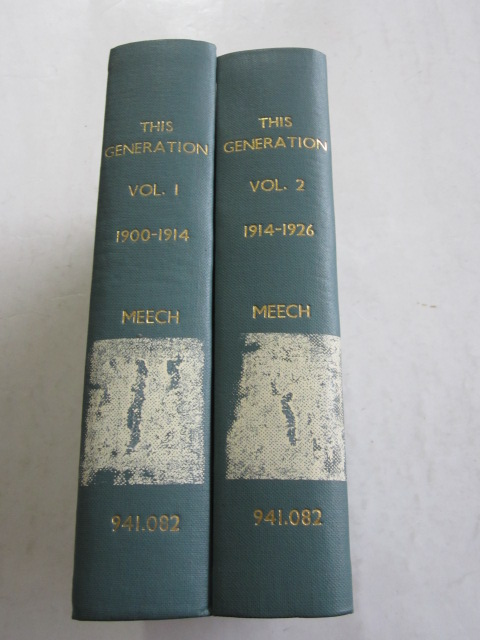 THIS
GENERATION
VOL. 1
1900-1914
MEECH
941.082
THIS
GENERATION
VOL. 2
1914-1926
MEECH
941.082